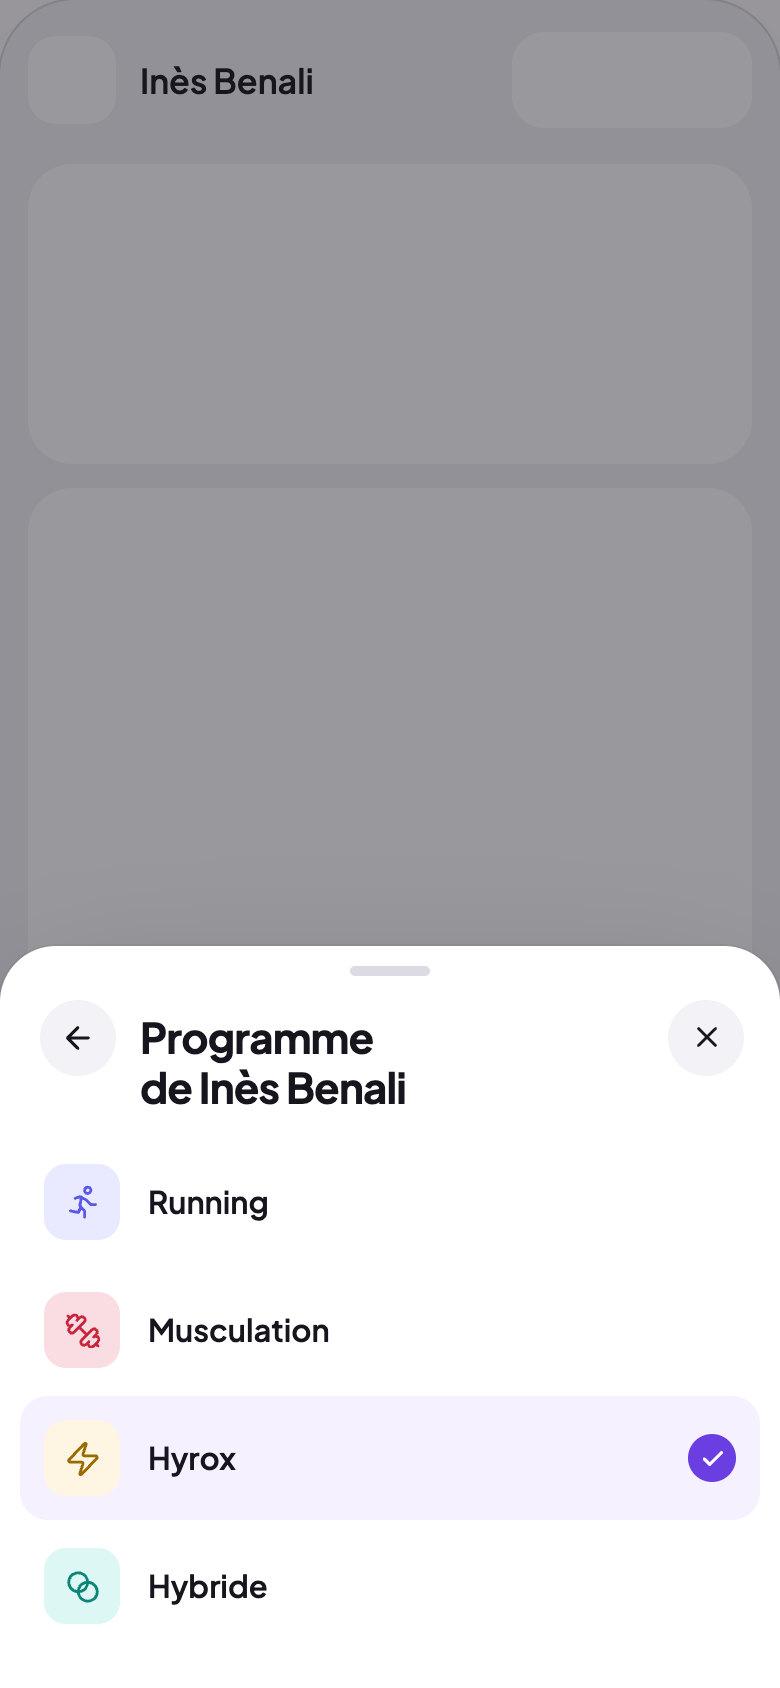 Inès Benali
Programme
de Inès Benali
Running
Musculation
Hyrox
Hybride